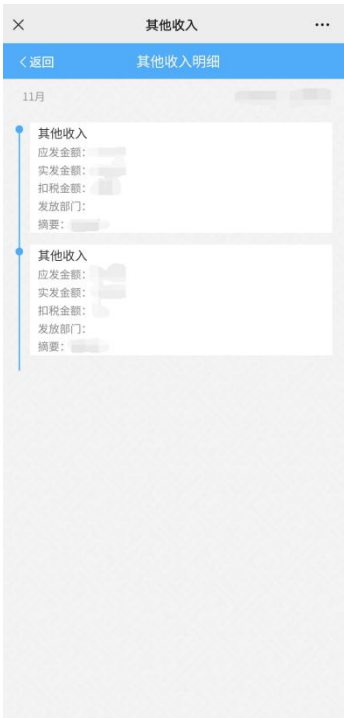 其他收入
返回 其他收入明细
11月
其他收入
应发金额:
实发金额:
扣税金额:
发放部门:
摘要:
其他收入
应发金额:
实发金额:
扣税金额:
发放部门:
摘要: